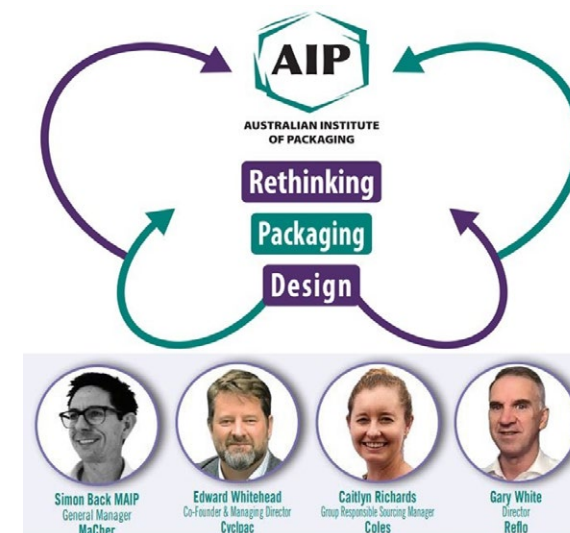 AIP
AUSTRALIAN INSTITUTE
OF PACKAGING
Rethinking
Packaging
Design
Simon Back MAIP
General Manager
MaCher
Edward Whitehead
Co-Founder & Managing Director
Cyclpac
Caitlyn Richards
Group Responsible Sourcing Manager
Coles
Gary White
Director
Reflo